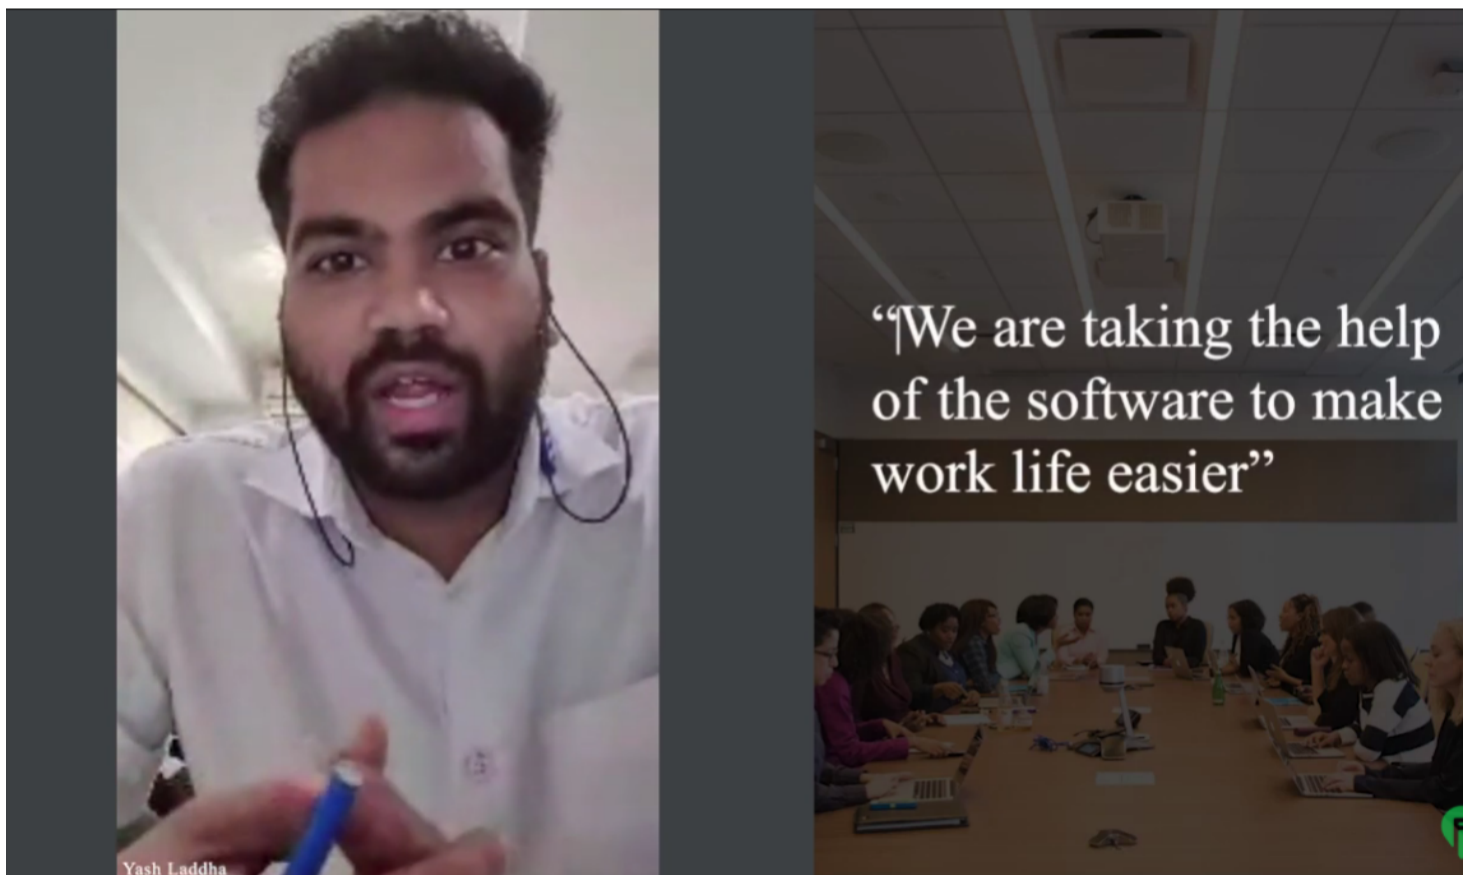 “We are taking the help
of the software to make
work life easier”
Yash Laddha